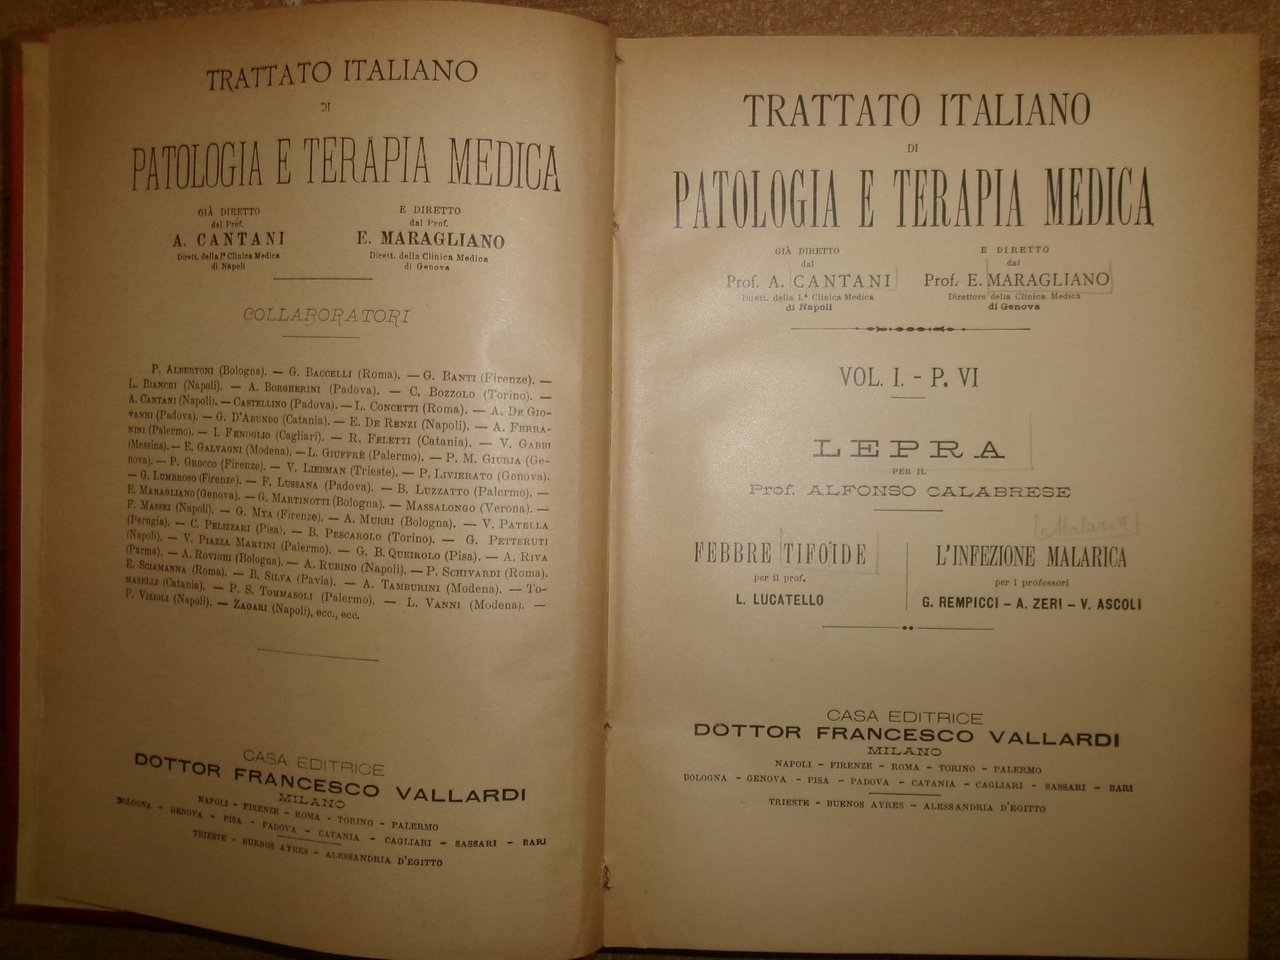 TRATTATO ITALIANO
DI
PATOLOGIA E TERAPIA MEDICA
GIÀ DIRETTO
dal Prof.
A. CANTANI
Dirett. della Iª Clinica Medica
di Napoli
E DIRETTO
dal Prof.
E. MARAGLIANO
Dirett. della Clinica Medica
di Genova
COLLABORATORI
P. ALBERTONI (Bologna). — G. BACCELLI (Roma). — G. BANTI (Firenze). —
L. BIANCHI (Napoli). — A. BORGHERINI (Padova). — C. BOZZOLO (Torino). —
A. CANTANI (Napoli). — CASTELLINO (Padova). — L. CONCETTI (Roma). — A. DE GIO-
VANNI (Padova). — G. D'ABUNDO (Catania). — E. DE RENZI (Napoli). — A. FERRA-
NINI (Palermo). — I. FENOGLIO (Cagliari). — R. FELETTI (Catania). — V. GABBI
(Messina). — E. GALVAGNI (Modena). — L. GIUFFRÈ (Palermo). — P. M. GIURIA (Ge-
nova). — P. GROCCO (Firenze). — V. LIEBMAN (Trieste). — P. LIVIERATO (Genova).
— G. LUMBROSO (Firenze). — F. LUSSANA (Padova). — B. LUZZATTO (Palermo). —
E. MARAGLIANO (Genova). — G. MARTINOTTI (Bologna). — MASSALONGO (Verona). —
F. MASSEI (Napoli). — G. MYA (Firenze). — A. MURRI (Bologna). — V. PATELLA
(Perugia). — C. PELIZZARI (Pisa). — B. PESCAROLO (Torino). — G. PETTERUTI
(Napoli). — V. PIAZZA MARTINI (Palermo). — G. B. QUEIROLO (Pisa). — A. RIVA
(Parma). — A. ROVIGHI (Bologna). — A. RUBINO (Napoli). — P. SCHIVARDI (Roma).
E. SCIAMANNA (Roma). — B. SILVA (Pavia). — A. TAMBURINI (Modena). — TO-
MASELLI (Catania). — P. S. TOMMASOLI (Palermo). — L. VANNI (Modena). —
F. VIZIOLI (Napoli). — ZAGARI (Napoli), ecc., ecc.
CASA EDITRICE
DOTTOR FRANCESCO VALLARDI
MILANO
NAPOLI - FIRENZE - ROMA - TORINO - PALERMO
BOLOGNA - GENOVA - PISA - PADOVA - CATANIA - CAGLIARI - SASSARI - BARI
TRIESTE - BUENOS AYRES - ALESSANDRIA D'EGITTO
TRATTATO ITALIANO
DI
PATOLOGIA E TERAPIA MEDICA
GIÀ DIRETTO
dal
Prof. A. CANTANI
Dirett. della I.ª Clinica Medica
di Napoli
E DIRETTO
dal
Prof. E. MARAGLIANO
Direttore della Clinica Medica
di Genova
VOL. I. - P. VI
LEPRA
PER IL
Prof. ALFONSO CALABRESE
FEBBRE TIFOIDE
per il prof.
L. LUCATELLO
L'INFEZIONE MALARICA
per i professori
G. REMPICCI - A. ZERI - V. ASCOLI
CASA EDITRICE
DOTTOR FRANCESCO VALLARDI
MILANO
NAPOLI - FIRENZE - ROMA - TORINO - PALERMO
BOLOGNA - GENOVA - PISA - PADOVA - CATANIA - CAGLIARI - SASSARI - BARI
TRIESTE - BUENOS AYRES - ALESSANDRIA D'EGITTO